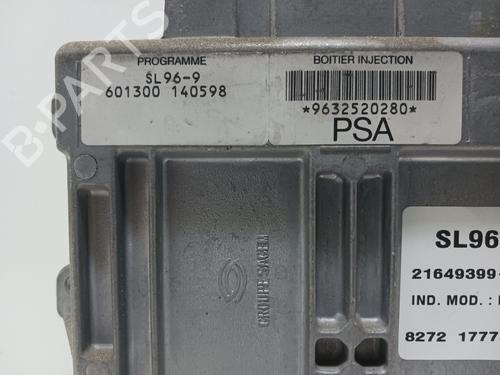 PROGRAMME
SL96-9
601300 140598
BOITIER INJECTION
*9632520280*
PSA
GROUPE SAGEM
SL96
21649399
IND. MOD. :
8272 1777
B-PARTS